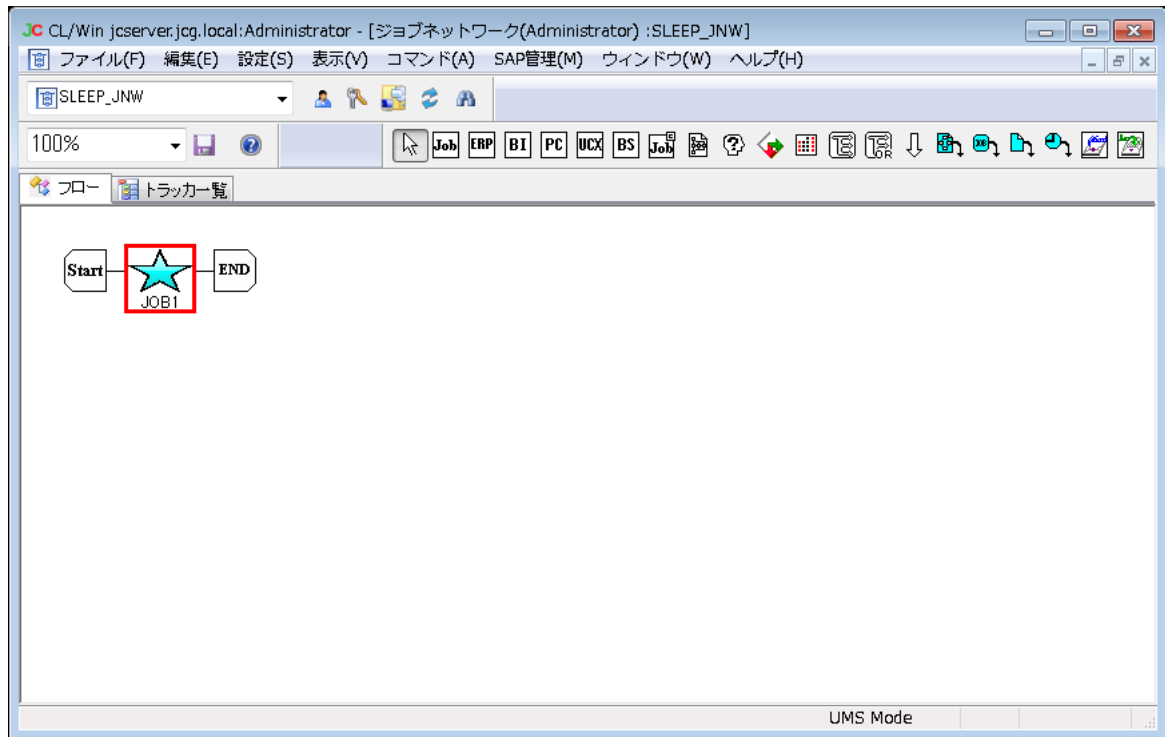 JC CL/Win jcserver.jcg.local:Administrator - [ジョブネットワーク(Administrator) :SLEEP_JNW]
ファイル(F) 編集(E) 設定(S) 表示(V) コマンド(A) SAP管理(M) ウィンドウ(W) ヘルプ(H)
SLEEP_JNW
100% Job ERP BI PC UCX BS Job OR
フロー トラッカ一覧
Start END
JOB1
UMS Mode